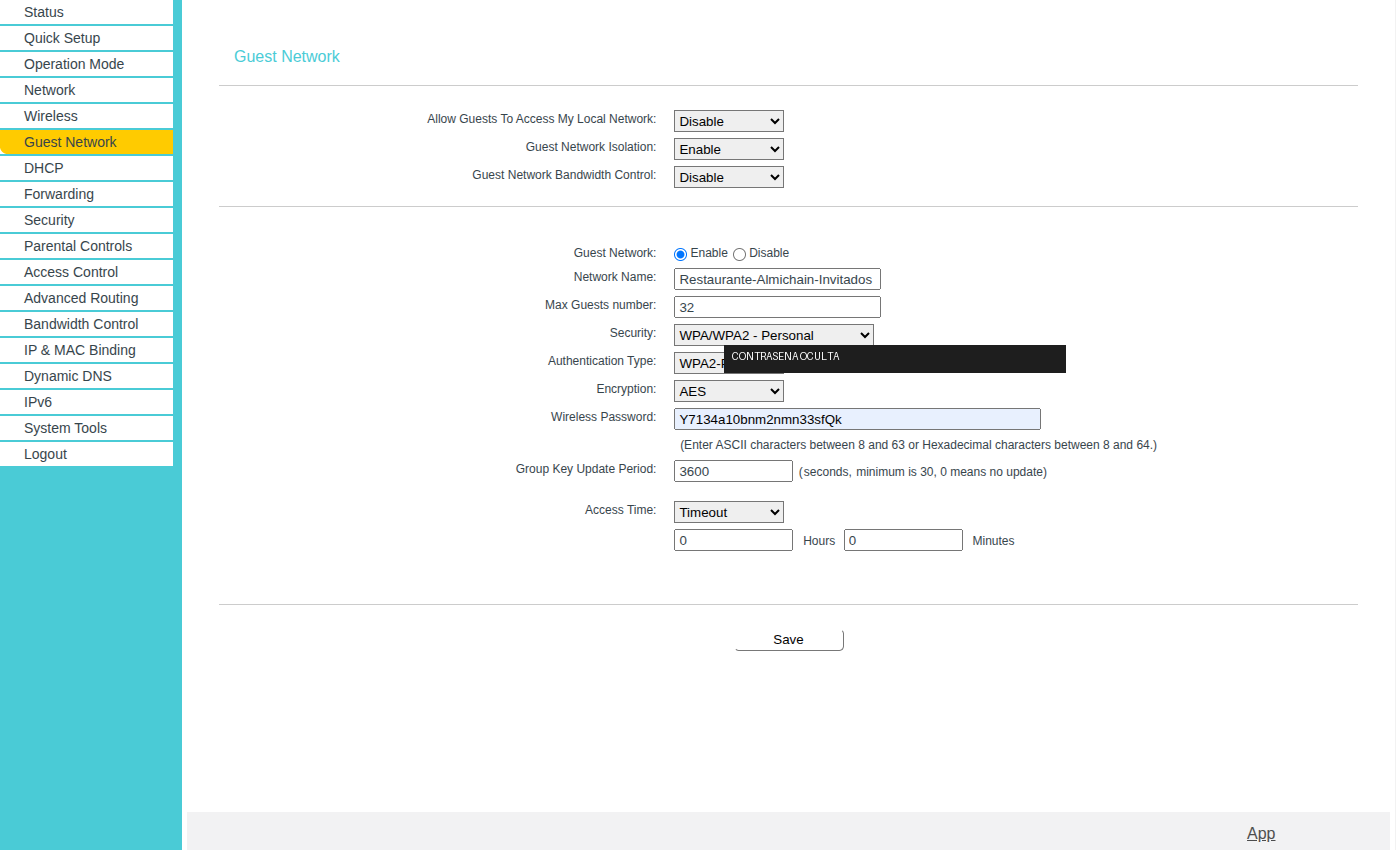 Status
Quick Setup
Operation Mode
Network
Wireless
Guest Network
DHCP
Forwarding
Security
Parental Controls
Access Control
Advanced Routing
Bandwidth Control
IP & MAC Binding
Dynamic DNS
IPv6
System Tools
Logout
Guest Network
Allow Guests To Access My Local Network: Disable
Guest Network Isolation: Enable
Guest Network Bandwidth Control: Disable
Guest Network: Enable Disable
Network Name: Restaurante-Almichain-Invitados
Max Guests number: 32
Security: WPA/WPA2 - Personal
CONTRASENA OCULTA
Authentication Type: WPA2-
Encryption: AES
Wireless Password: Y7134a10bnm2nmn33sfQk
(Enter ASCII characters between 8 and 63 or Hexadecimal characters between 8 and 64.)
Group Key Update Period: 3600 (seconds, minimum is 30, 0 means no update)
Access Time: Timeout
0 Hours 0 Minutes
Save
App